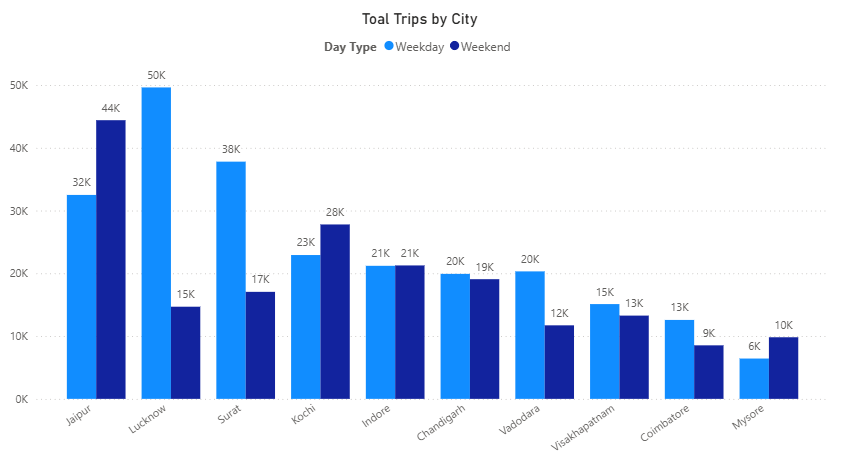 Toal Trips by City
Day Type Weekday Weekend
50K
40K
30K
20K
10K
0K
32K 44K 50K 15K 38K 17K 23K 28K 21K 21K 20K 19K 20K 12K 15K 13K 13K 9K 6K 10K
Jaipur Lucknow Surat Kochi Indore Chandigarh Vadodara Visakhapatnam Coimbatore Mysore